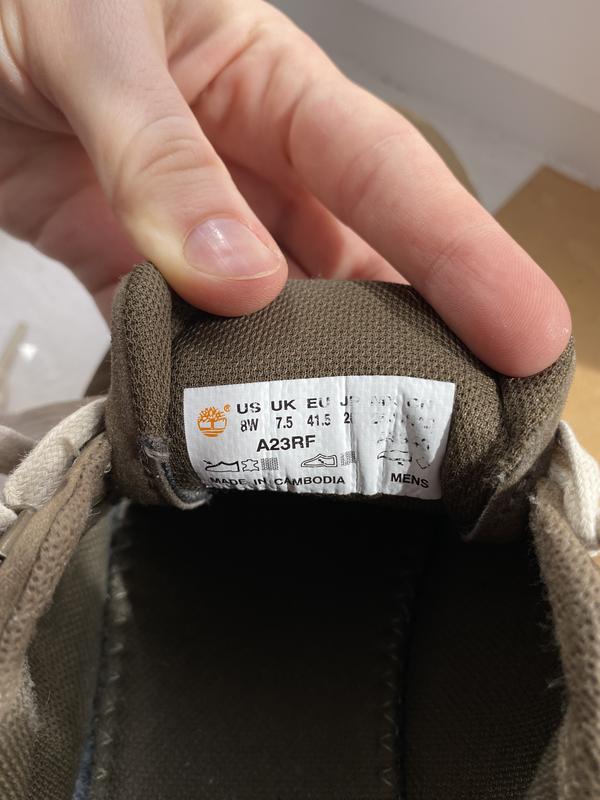 ® US UK EU
8W 7.5 41.5
A23RF
MADE IN CAMBODIA MENS